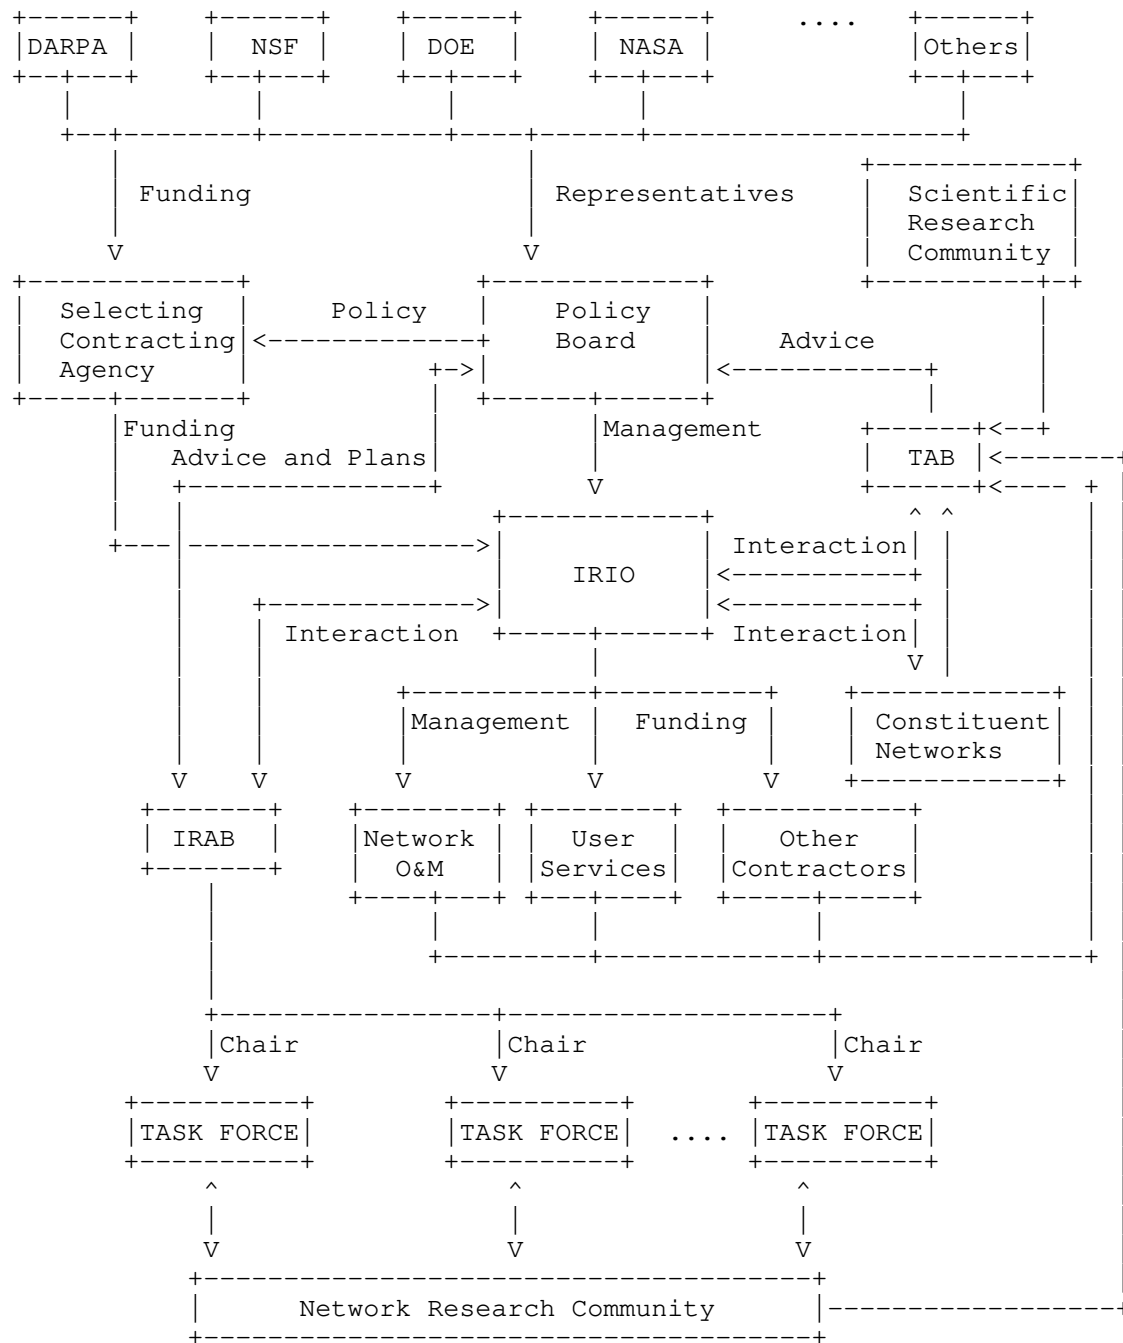 DARPA NSF DOE NASA .... Others
Funding Representatives Scientific
Research
Community
Selecting Policy Policy
Contracting Board Advice
Agency
Funding Management
Advice and Plans TAB
Interaction
IRIO
Interaction Interaction
Management Funding Constituent
Networks
IRAB Network User Other
O&M Services Contractors
Chair Chair Chair
TASK FORCE TASK FORCE .... TASK FORCE
Network Research Community